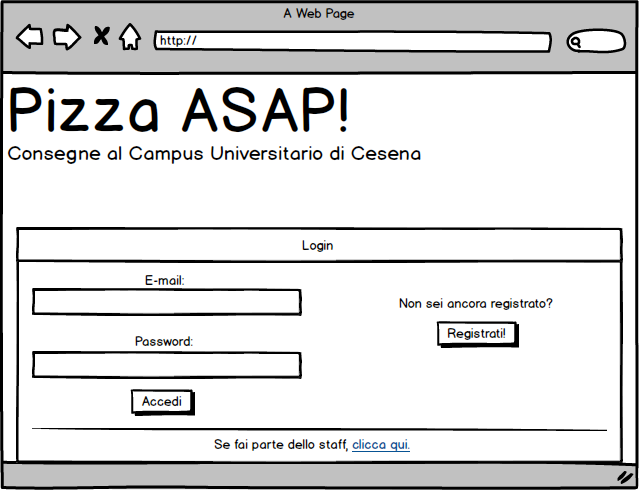 A Web Page
http://
Pizza ASAP!
Consegne al Campus Universitario di Cesena
Login
E-mail:
Non sei ancora registrato?
Registrati!
Password:
Accedi
Se fai parte dello staff, clicca qui.